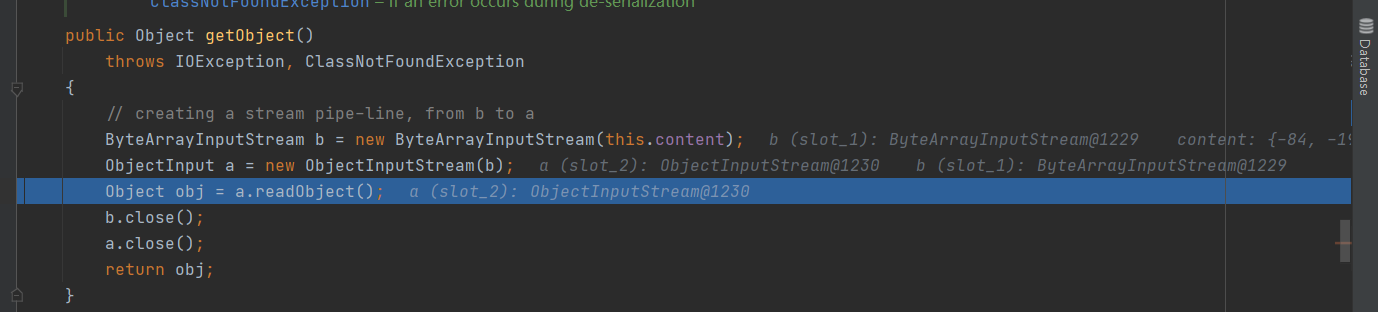 ClassNotFoundException – if an error occurs during de-serialization
public Object getObject()
throws IOException, ClassNotFoundException
{
// creating a stream pipe-line, from b to a
ByteArrayInputStream b = new ByteArrayInputStream(this.content); b (slot_1): ByteArrayInputStream@1229 content: {-84, -19
ObjectInput a = new ObjectInputStream(b); a (slot_2): ObjectInputStream@1230 b (slot_1): ByteArrayInputStream@1229
Object obj = a.readObject(); a (slot_2): ObjectInputStream@1230
b.close();
a.close();
return obj;
}
Database